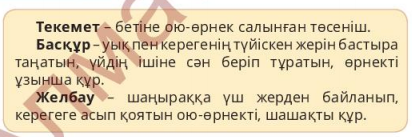 Текемет – бетіне ою-өрнек салынған төсеніш.
Басқұр – уық пен керегенің түйіскен жерін бастыра
таңатын, үйдің ішіне сән беріп тұратын, өрнекті
ұзынша құр.
Желбау – шаңыраққа үш жерден байланып,
керегеге асып қоятын ою-өрнекті, шашақты құр.